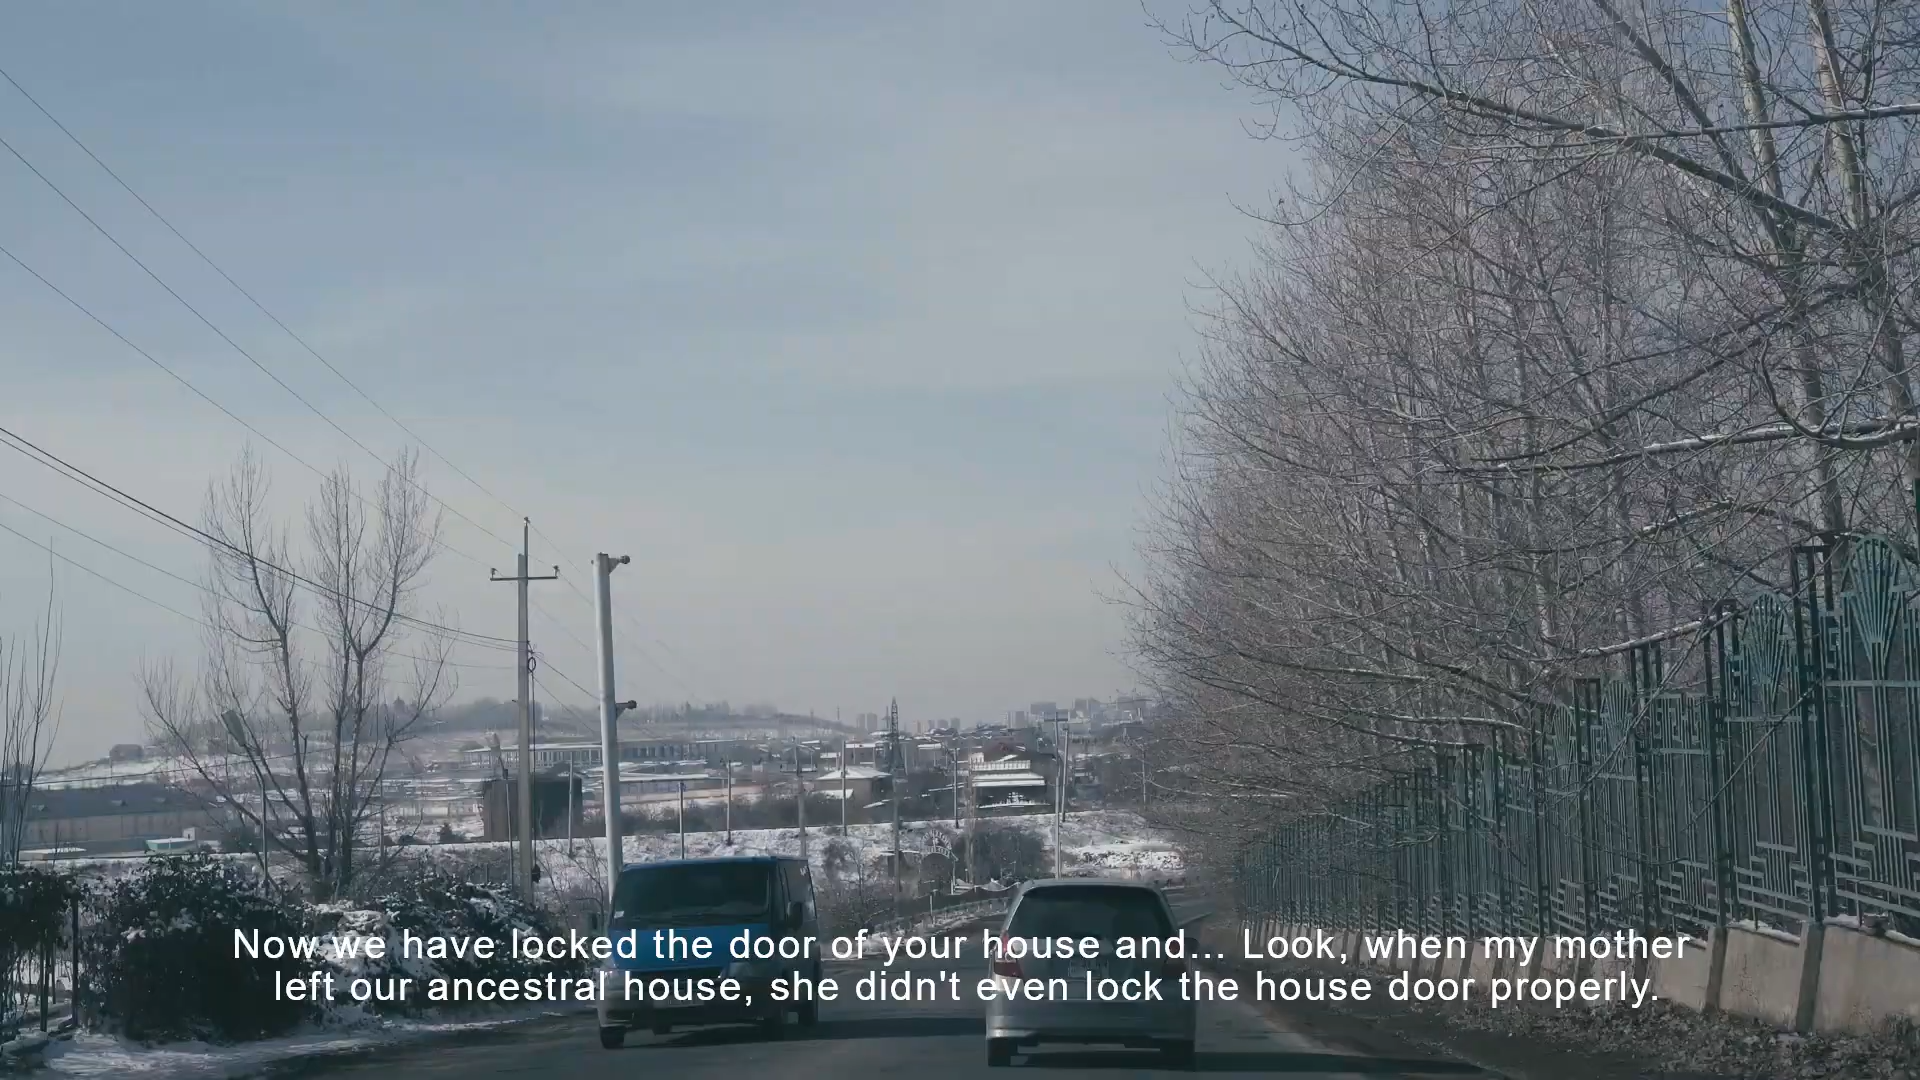 Now we have locked the door of your house and... Look, when my mother
left our ancestral house, she didn't even lock the house door properly.